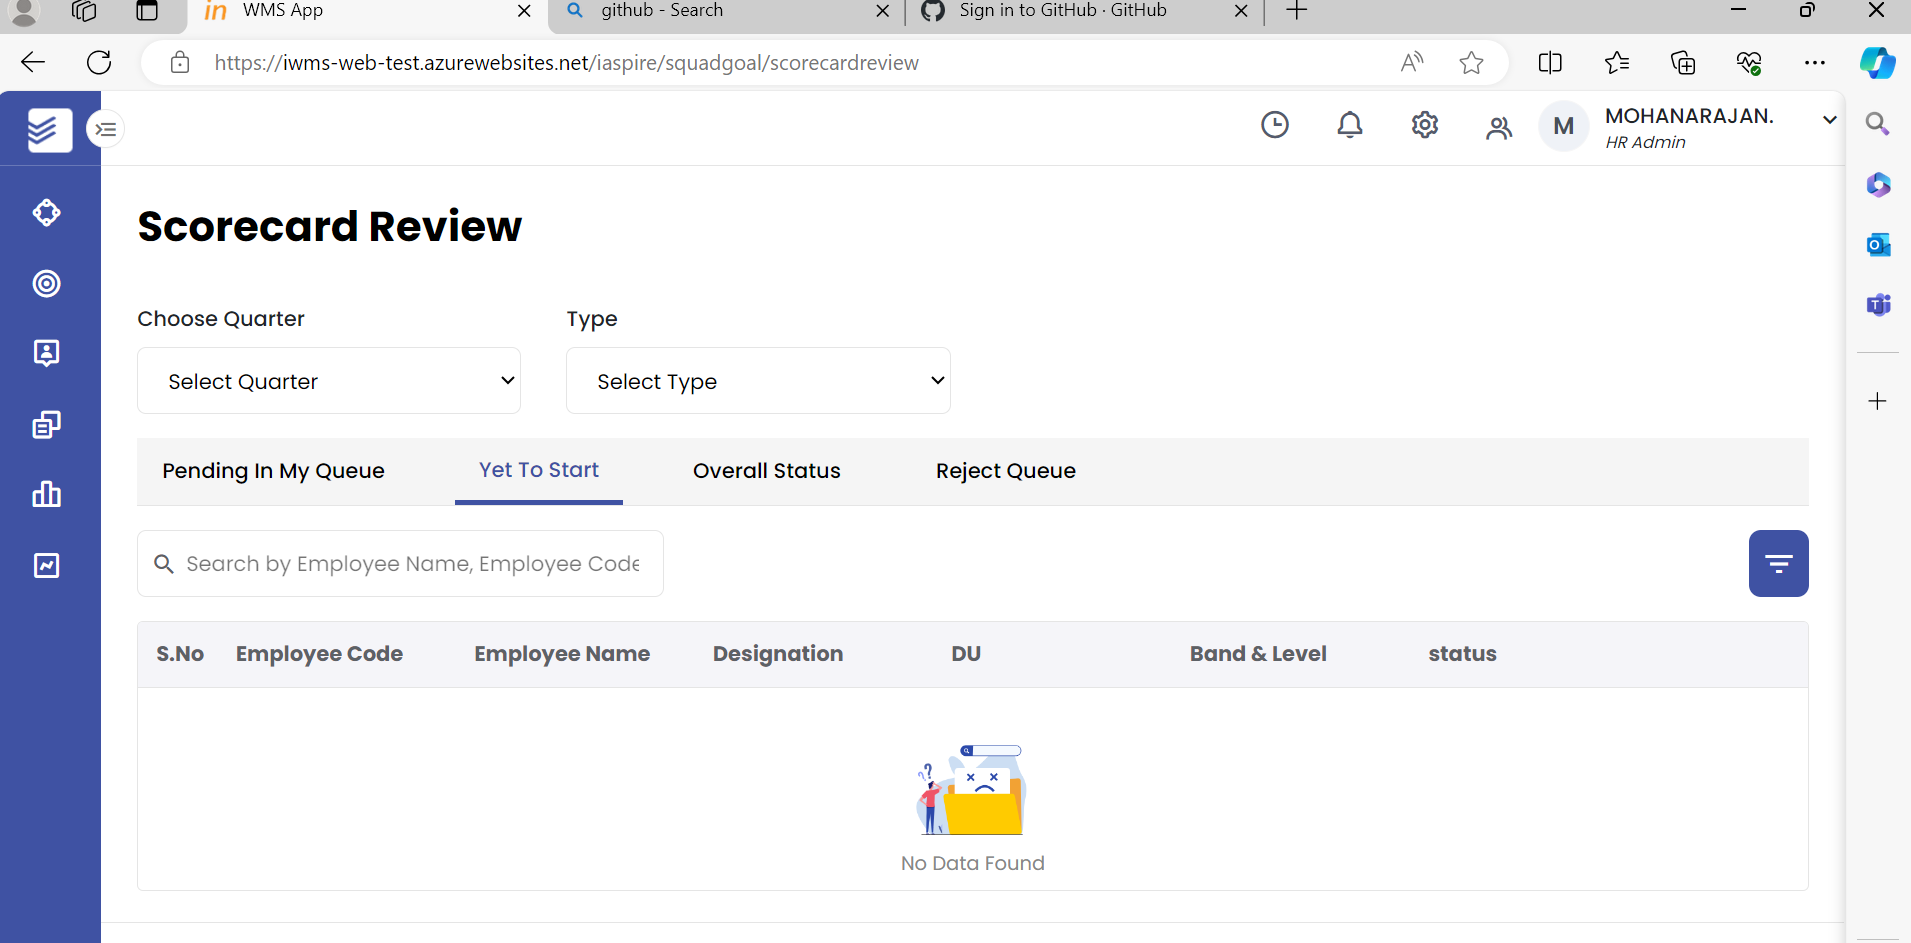 in WMS App
github - Search
Sign in to GitHub · GitHub
https://iwms-web-test.azurewebsites.net/iaspire/squadgoal/scorecardreview
M
MOHANARAJAN.
HR Admin
Scorecard Review
Choose Quarter
Type
Select Quarter
Select Type
Pending In My Queue
Yet To Start
Overall Status
Reject Queue
Search by Employee Name, Employee Code
S.No Employee Code Employee Name Designation DU Band & Level status
No Data Found